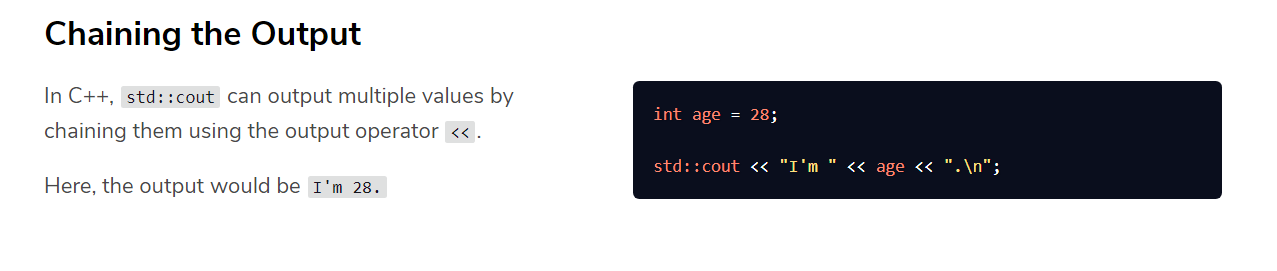 Chaining the Output
In C++, std::cout can output multiple values by
chaining them using the output operator <<.
Here, the output would be I'm 28.
int age = 28;
std::cout << "I'm " << age << ".\n";